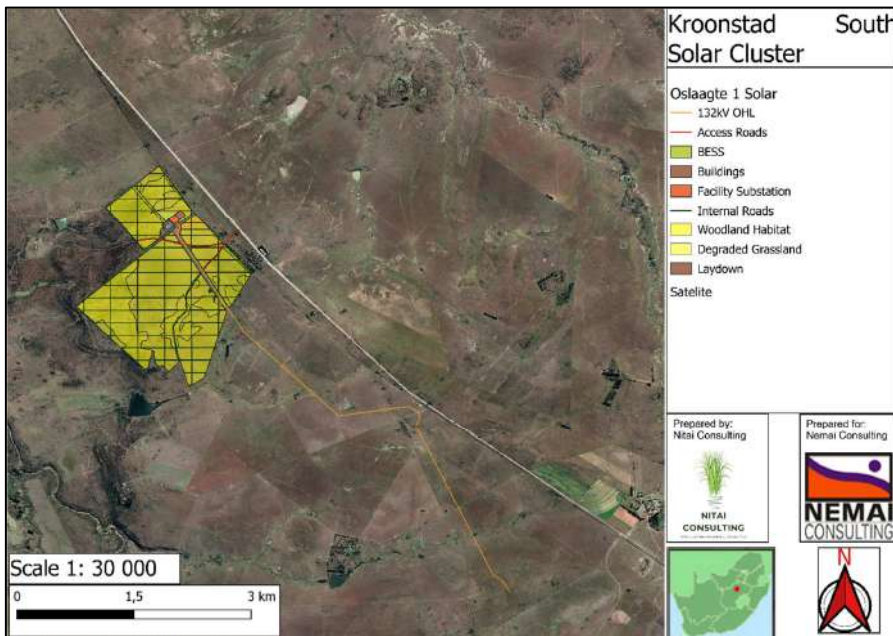 Kroonstad South
Solar Cluster
Oslaagte 1 Solar
132kV OHL
Access Roads
BESS
Buildings
Facility Substation
Internal Roads
Woodland Habitat
Degraded Grassland
Laydown
Satelite
Prepared by:
Nitai Consulting
NITAI
CONSULTING
Prepared for:
Nemai Consulting
NEMAI
CONSULTING
N
Scale 1: 30 000
0 1,5 3 km